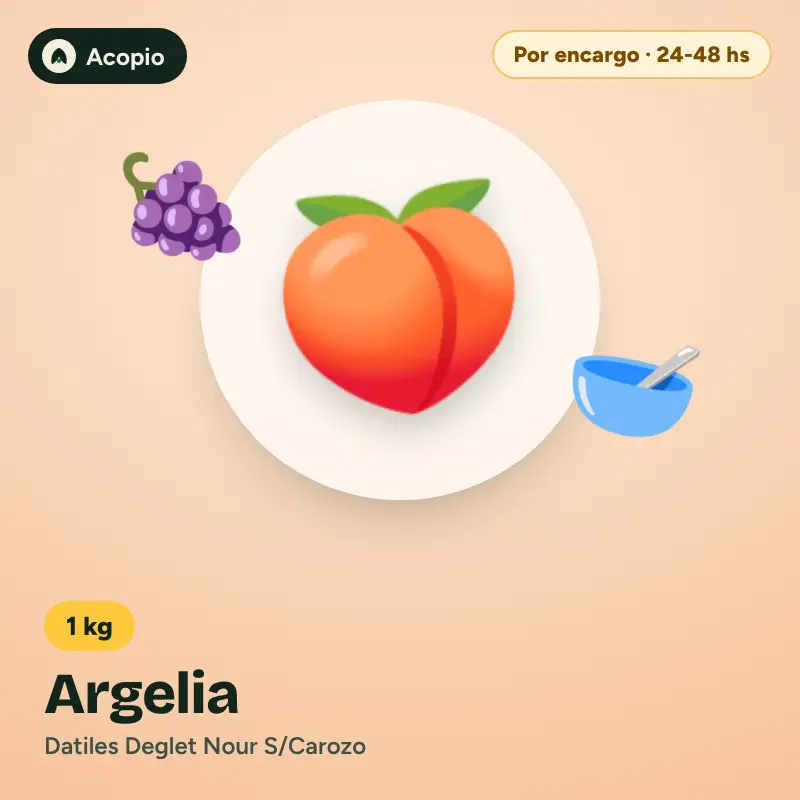 Acopio
Por encargo · 24-48 hs
1 kg
Argelia
Datiles Deglet Nour S/Carozo